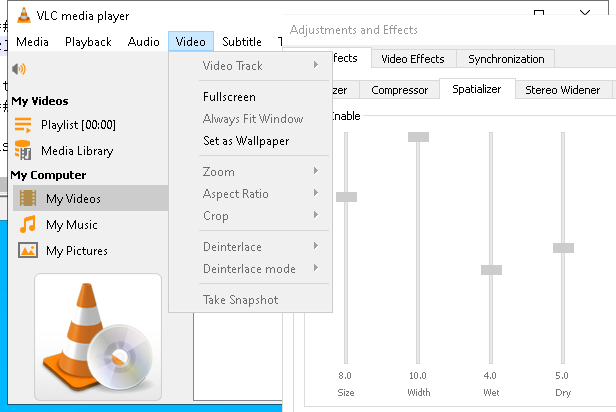 VLC media player
Media Playback Audio Video Subtitle
My Videos
Playlist [00:00]
Media Library
My Computer
My Videos
My Music
My Pictures
Video Track
Fullscreen
Always Fit Window
Set as Wallpaper
Zoom
Aspect Ratio
Crop
Deinterlace
Deinterlace mode
Take Snapshot
Adjustments and Effects
Video Effects Synchronization
Compressor Spatializer Stereo Widener
Enable
8.0 10.0 4.0 5.0
Size Width Wet Dry